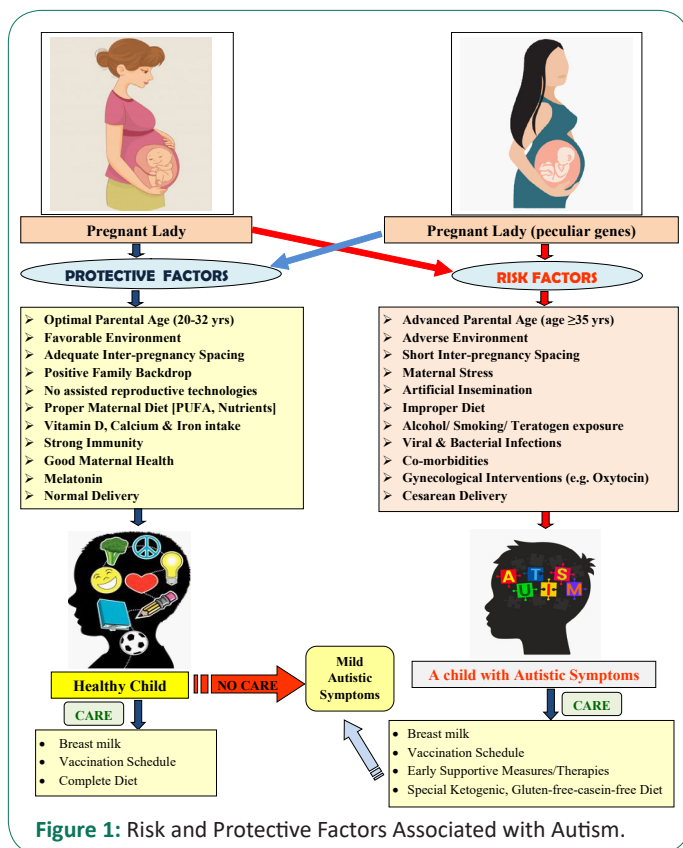 Pregnant Lady
Pregnant Lady (peculiar genes)
PROTECTIVE FACTORS
RISK FACTORS
➢ Optimal Parental Age (20-32 yrs)
➢ Favorable Environment
➢ Adequate Inter-pregnancy Spacing
➢ Positive Family Backdrop
➢ No assisted reproductive technologies
➢ Proper Maternal Diet [PUFA, Nutrients]
➢ Vitamin D, Calcium & Iron intake
➢ Strong Immunity
➢ Good Maternal Health
➢ Melatonin
➢ Normal Delivery
➢ Advanced Parental Age (age ≥35 yrs)
➢ Adverse Environment
➢ Short Inter-pregnancy Spacing
➢ Maternal Stress
➢ Artificial Insemination
➢ Improper Diet
➢ Alcohol/ Smoking/ Teratogen exposure
➢ Viral & Bacterial Infections
➢ Co-morbidities
➢ Gynecological Interventions (e.g. Oxytocin)
➢ Cesarean Delivery
A T S
U I M
Healthy Child
NO CARE
Mild
Autistic
Symptoms
A child with Autistic Symptoms
CARE
• Breast milk
• Vaccination Schedule
• Complete Diet
CARE
• Breast milk
• Vaccination Schedule
• Early Supportive Measures/Therapies
• Special Ketogenic, Gluten-free-casein-free Diet
Figure 1: Risk and Protective Factors Associated with Autism.